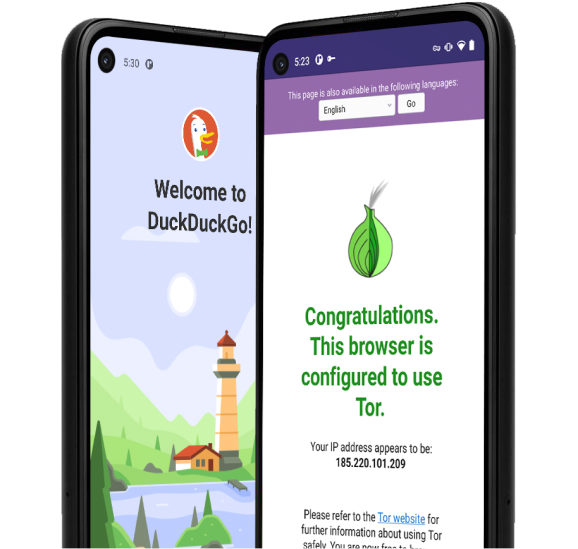 5:30
Welcome to
DuckDuckGo!
5:23
This page is also available in the following languages:
English
Go
Congratulations.
This browser is
configured to use
Tor.
Your IP address appears to be:
185.220.101.209
Please refer to the Tor website for
further information about using Tor
safely. You are now free to